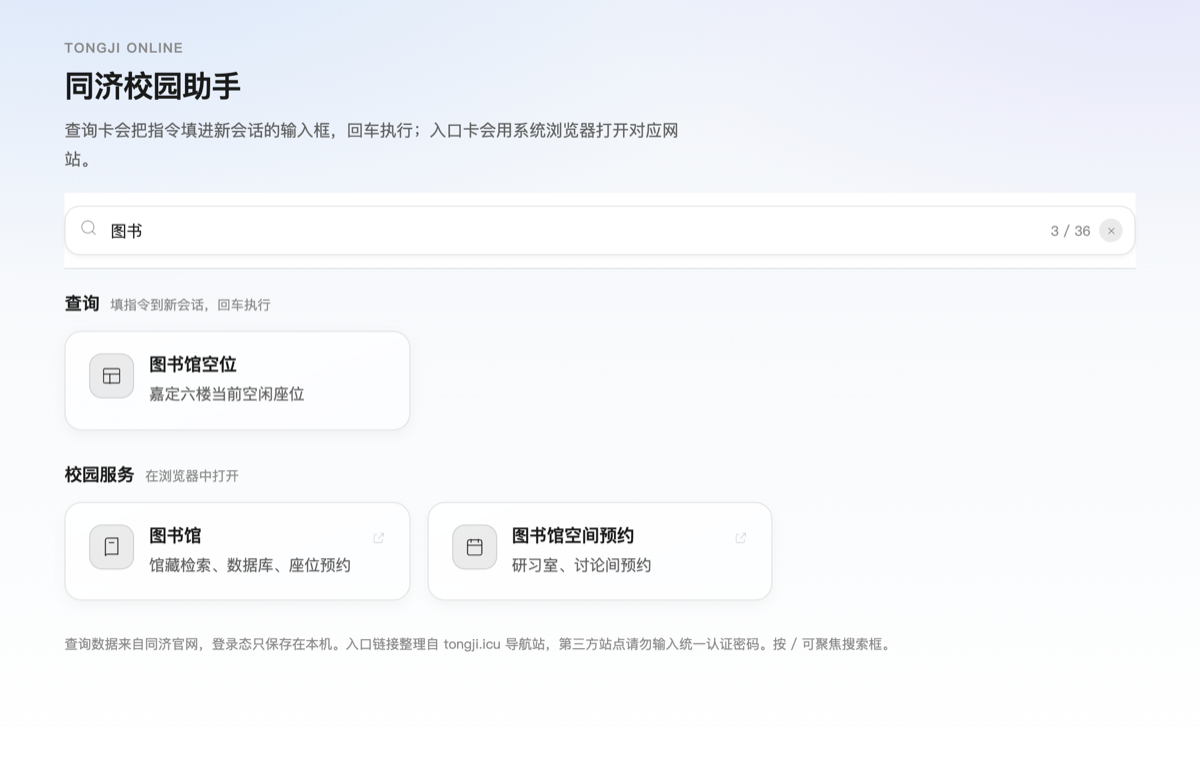 TONGJI ONLINE
同济校园助手
查询卡会把指令填进新会话的输入框，回车执行；入口卡会用系统浏览器打开对应网
站。
图书
3 / 36
查询 填指令到新会话，回车执行
图书馆空位
嘉定六楼当前空闲座位
校园服务 在浏览器中打开
图书馆
馆藏检索、数据库、座位预约
图书馆空间预约
研习室、讨论间预约
查询数据来自同济官网，登录态只保存在本机。入口链接整理自 tongji.icu 导航站，第三方站点请勿输入统一认证密码。按 / 可聚焦搜索框。